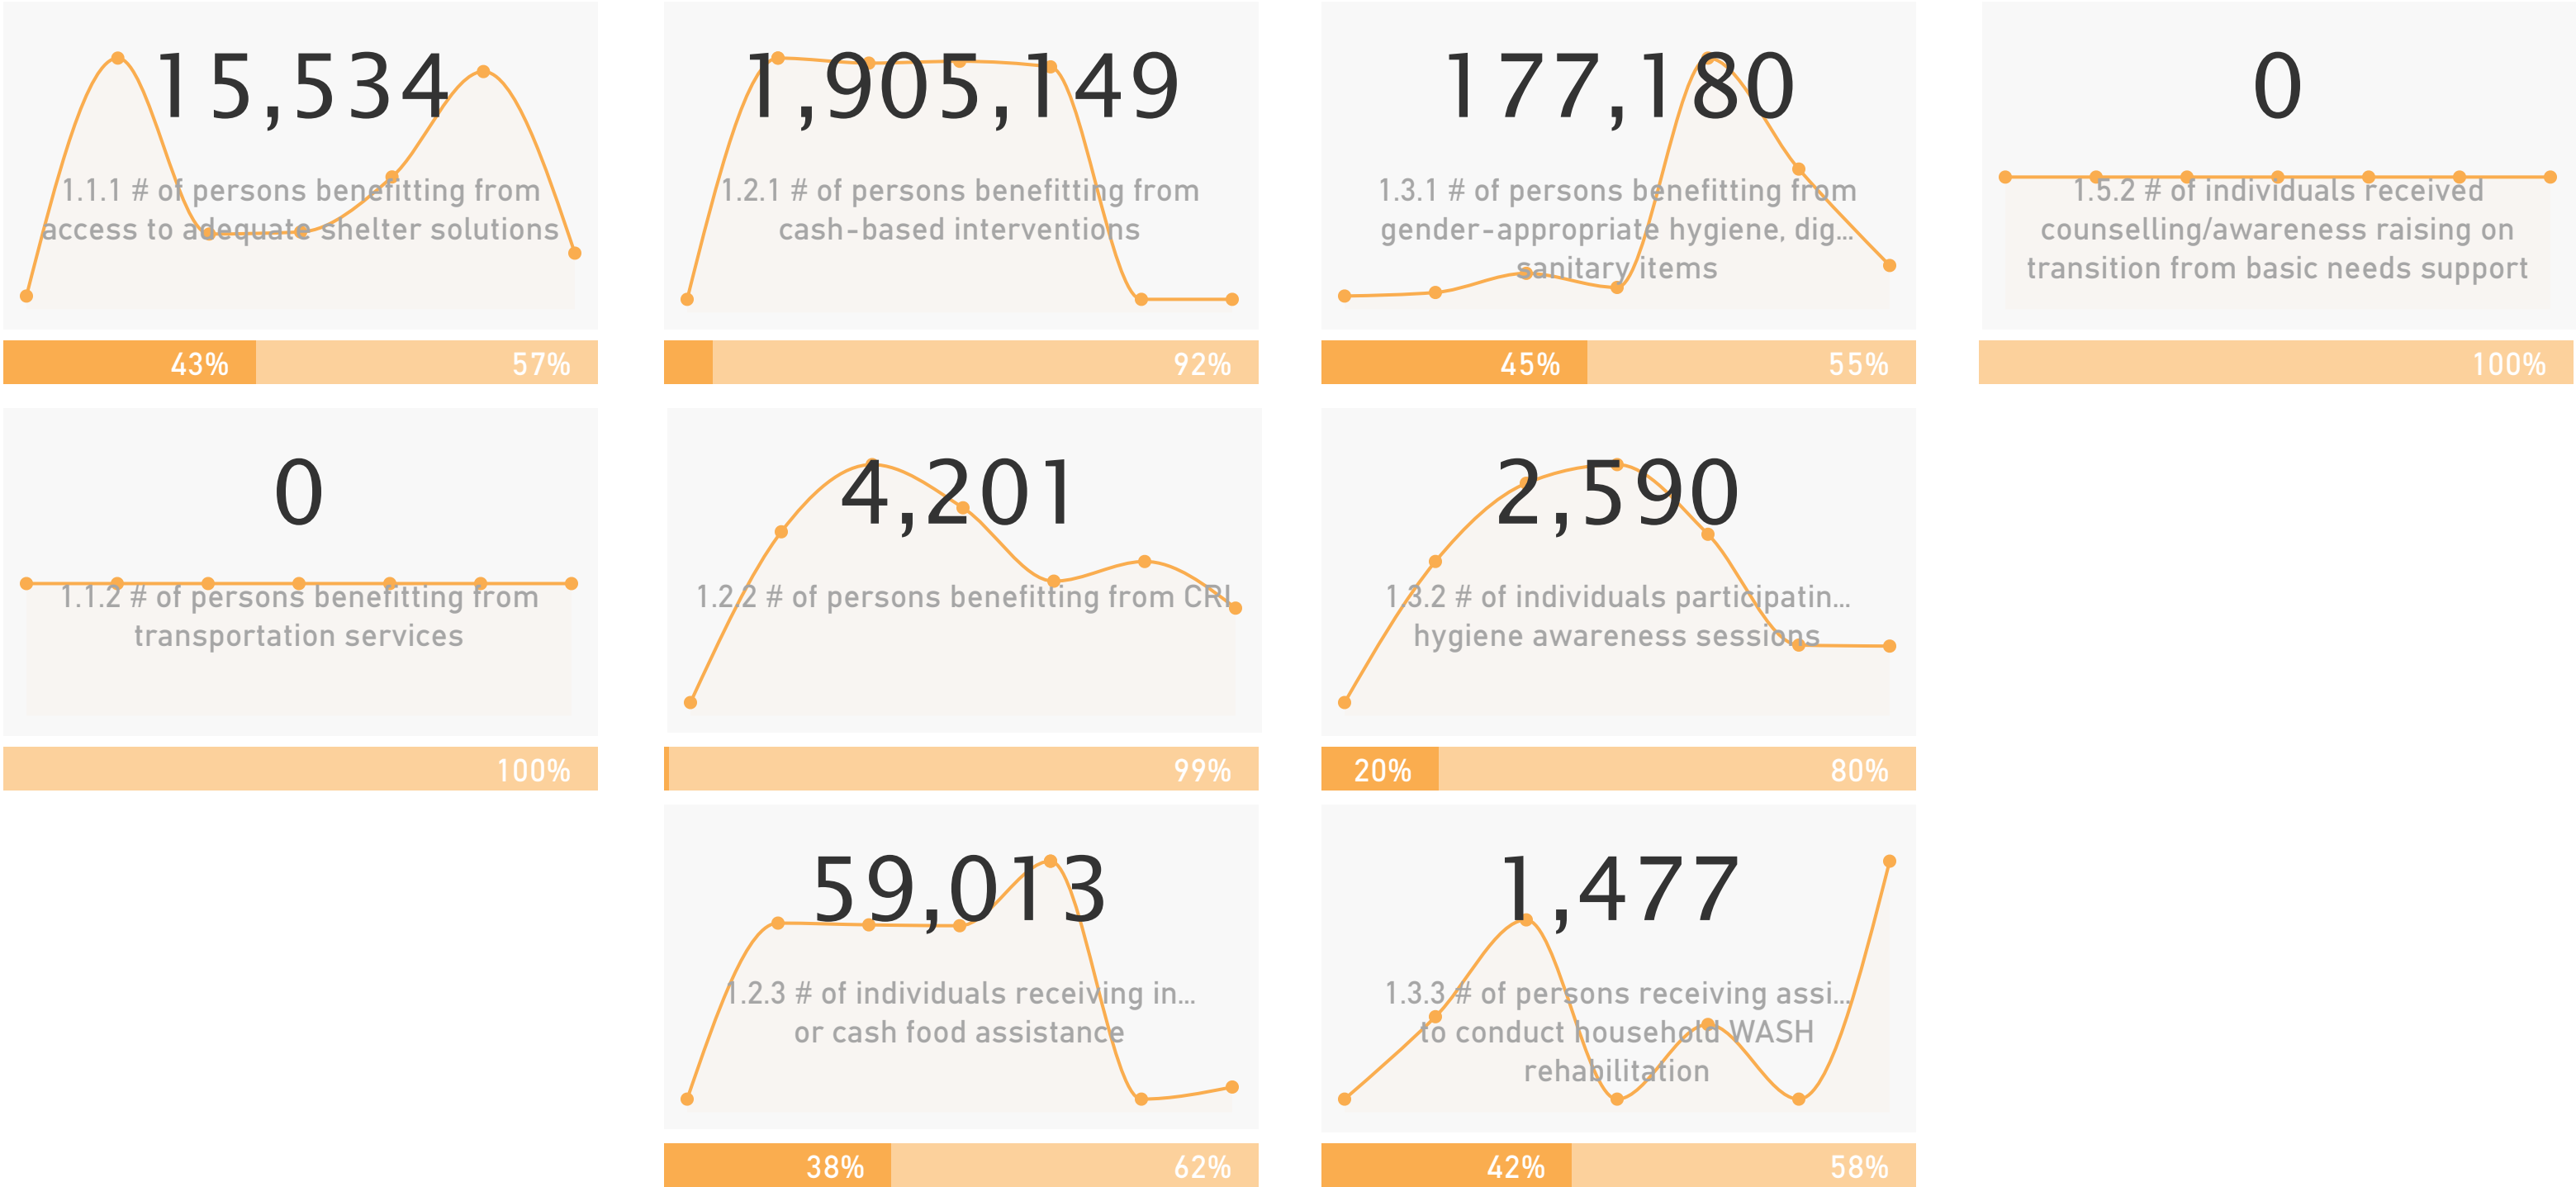 15,534
1.1.1 # of persons benefitting from
access to adequate shelter solutions
43% 57%
1,905,149
1.2.1 # of persons benefitting from
cash-based interventions
92%
177,180
1.3.1 # of persons benefitting from
gender-appropriate hygiene, dig...
sanitary items
45% 55%
0
1.5.2 # of individuals received
counselling/awareness raising on
transition from basic needs support
100%
0
1.1.2 # of persons benefitting from
transportation services
100%
4,201
1.2.2 # of persons benefitting from CRI
99%
2,590
1.3.2 # of individuals participatin...
hygiene awareness sessions
20% 80%
59,013
1.2.3 # of individuals receiving in...
or cash food assistance
38% 62%
1,477
1.3.3 # of persons receiving assi...
to conduct household WASH
rehabilitation
42% 58%